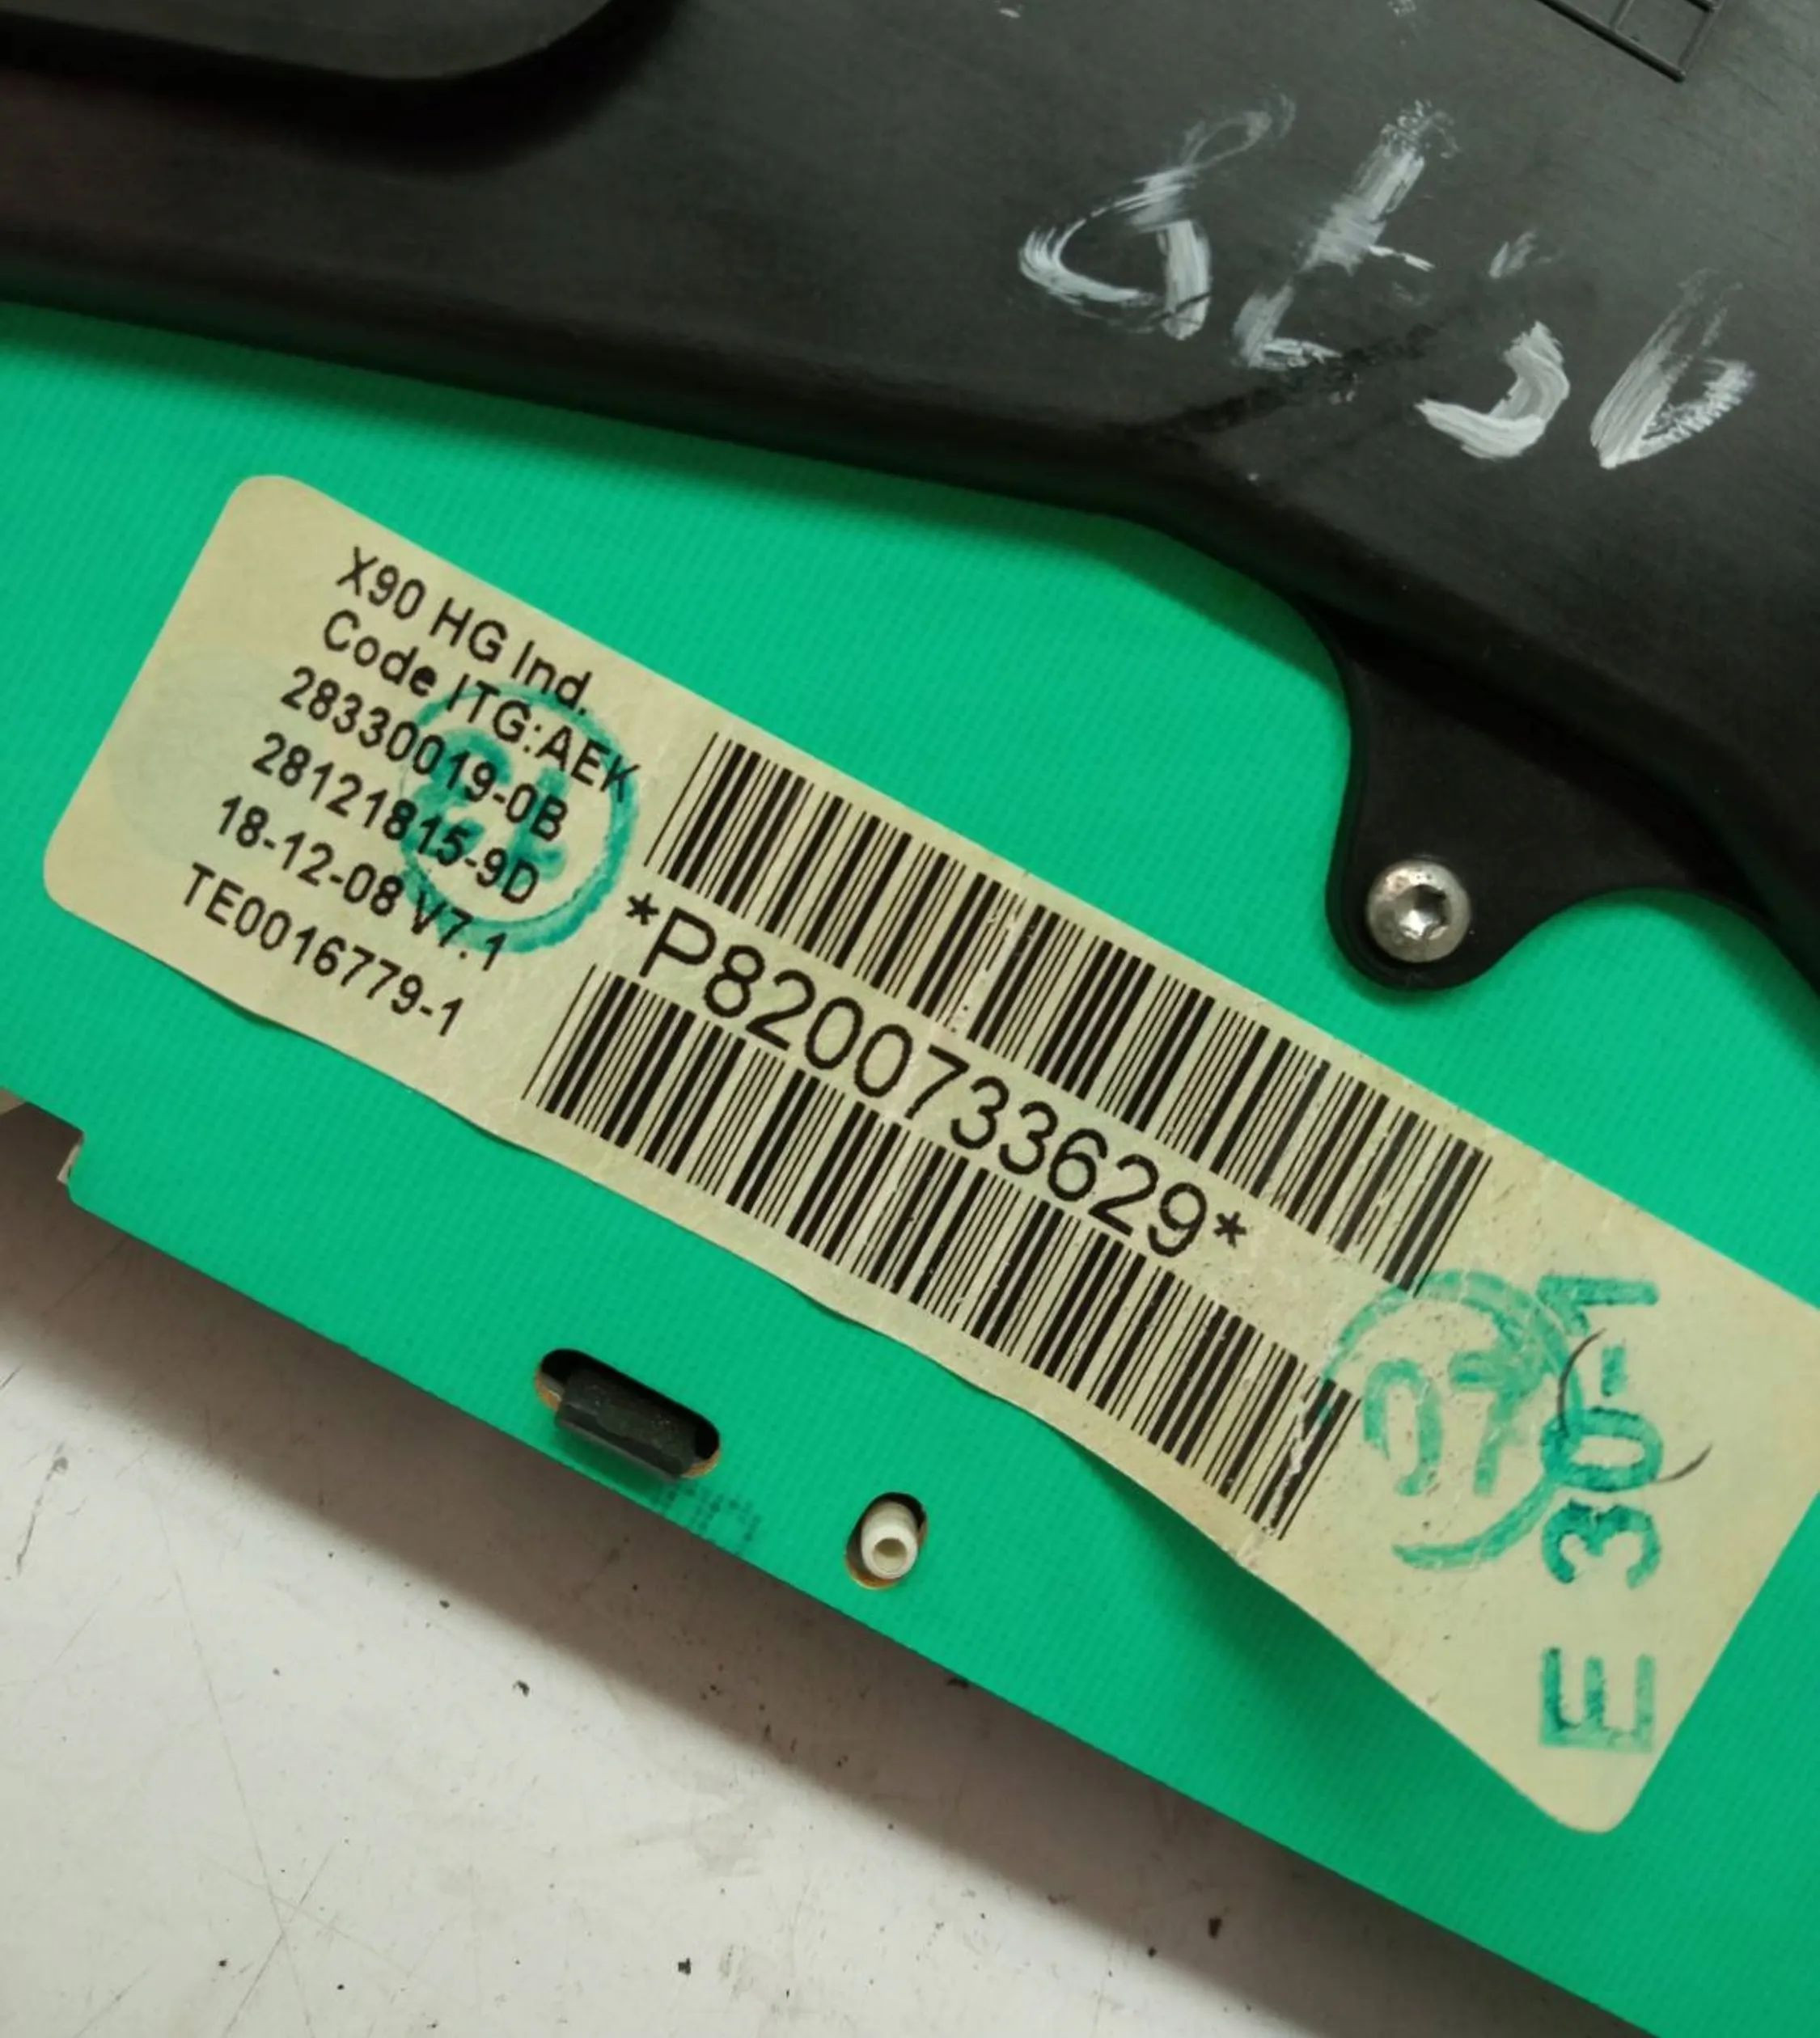 X90 HG Ind.
Code ITG:AEK
28330019-0B
28121815-9D
18-12-08 V7.1
TE0016779-1
*P8200733629*
E 30-1